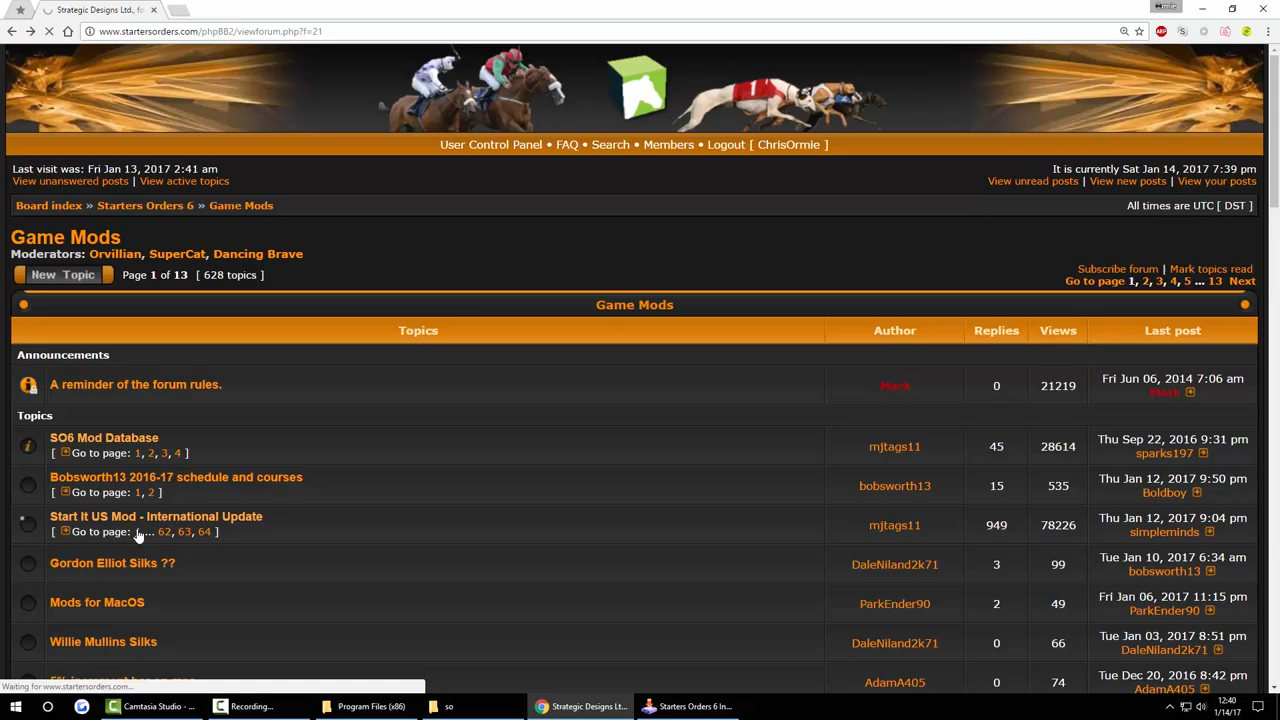 Strategic Designs Ltd., fo
www.startersorders.com/phpBB2/viewforum.php?f=21
User Control Panel • FAQ • Search • Members • Logout [ ChrisOrmie ]
Last visit was: Fri Jan 13, 2017 2:41 am
It is currently Sat Jan 14, 2017 7:39 pm
View unanswered posts | View active topics
View unread posts | View new posts | View your posts
Board index » Starters Orders 6 » Game Mods
All times are UTC [ DST ]
Game Mods
Moderators: Orvillian, SuperCat, Dancing Brave
New Topic Page 1 of 13 [ 628 topics ]
Subscribe forum | Mark topics read
Go to page 1, 2, 3, 4, 5 ... 13 Next
Game Mods
Topics Author Replies Views Last post
Announcements
A reminder of the forum rules. Mark 0 21219 Fri Jun 06, 2014 7:06 am
Mark
Topics
SO6 Mod Database mjtags11 45 28614 Thu Sep 22, 2016 9:31 pm
[ Go to page: 1, 2, 3, 4 ] sparks197
Bobsworth13 2016-17 schedule and courses bobsworth13 15 535 Thu Jan 12, 2017 9:50 pm
[ Go to page: 1, 2 ] Boldboy
Start It US Mod - International Update mjtags11 949 78226 Thu Jan 12, 2017 9:04 pm
[ Go to page: ... 62, 63, 64 ] simpleminds
Gordon Elliot Silks ?? DaleNiland2k71 3 99 Tue Jan 10, 2017 6:34 am
bobsworth13
Mods for MacOS ParkEnder90 2 49 Fri Jan 06, 2017 11:15 pm
ParkEnder90
Willie Mullins Silks DaleNiland2k71 0 66 Tue Jan 03, 2017 8:51 pm
DaleNiland2k71
AdamA405 0 74 Tue Dec 20, 2016 8:42 pm
AdamA405
Waiting for www.startersorders.com...
Camtasia Studio - ... Recording... Program Files (x86) so Strategic Designs Lt... Starters Orders 6 In... 12:40
1/14/17